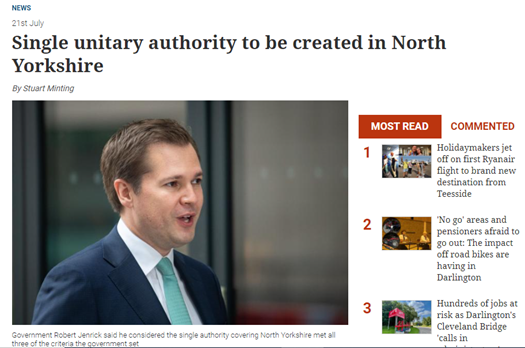 NEWS
21st July
Single unitary authority to be created in North
Yorkshire
By Stuart Minting
Government Robert Jenrick said he considered the single authority covering North Yorkshire met all
three of the criteria the government set
MOST READ
COMMENTED
1
Holidaymakers jet
off on first Ryanair
flight to brand new
destination from
Teesside
2
'No go' areas and
pensioners afraid to
go out: The impact
off road bikes are
having in
Darlington
3
Hundreds of jobs at
risk as Darlington's
Cleveland Bridge
'calls in